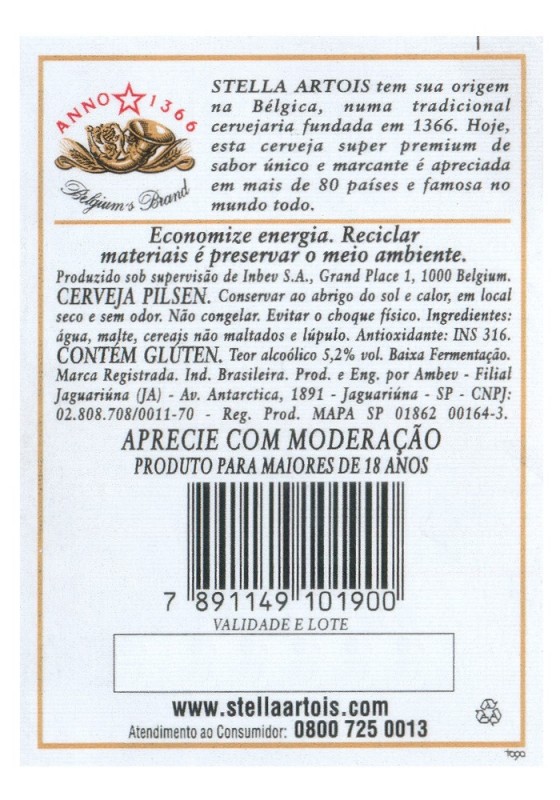 ANNO 1366
Belgium's Brand
STELLA ARTOIS tem sua origem
na Bélgica, numa tradicional
cervejaria fundada em 1366. Hoje,
esta cerveja super premium de
sabor único e marcante é apreciada
em mais de 80 países e famosa no
mundo todo.
Economize energia. Reciclar
materiais é preservar o meio ambiente.
Produzido sob supervisão de Inbev S.A., Grand Place 1, 1000 Belgium.
CERVEJA PILSEN. Conservar ao abrigo do sol e calor, em local
seco e sem odor. Não congelar. Evitar o choque físico. Ingredientes:
água, malte, cereais não maltados e lúpulo. Antioxidante: INS 316.
CONTÉM GLÚTEN. Teor alcoólico 5,2% vol. Baixa Fermentação.
Marca Registrada. Ind. Brasileira. Prod. e Eng. por Ambev - Filial
Jaguariúna (JA) - Av. Antarctica, 1891 - Jaguariúna - SP - CNPJ:
02.808.708/0011-70 - Reg. Prod. MAPA SP 01862 00164-3.
APRECIE COM MODERAÇÃO
PRODUTO PARA MAIORES DE 18 ANOS
7 891149 101900
VALIDADE E LOTE
www.stellaartois.com
Atendimento ao Consumidor: 0800 725 0013